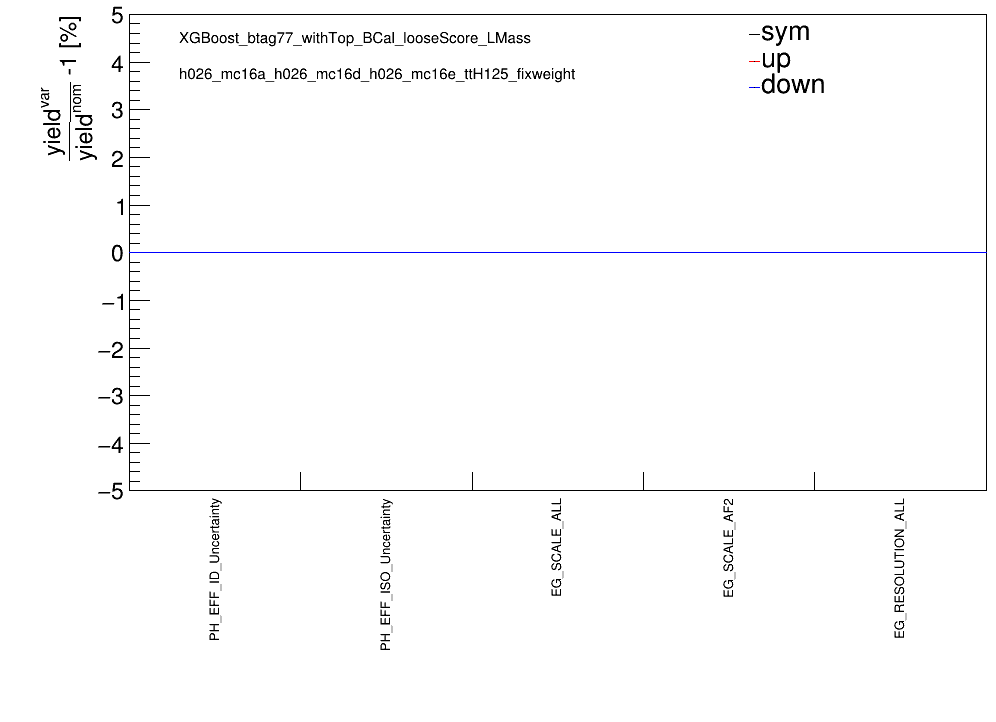 yield^var / yield^nom -1 [%]
5
4
3
2
1
0
−1
−2
−3
−4
−5
XGBoost_btag77_withTop_BCal_looseScore_LMass
h026_mc16a_h026_mc16d_h026_mc16e_ttH125_fixweight
sym
up
down
PH_EFF_ID_Uncertainty
PH_EFF_ISO_Uncertainty
EG_SCALE_ALL
EG_SCALE_AF2
EG_RESOLUTION_ALL